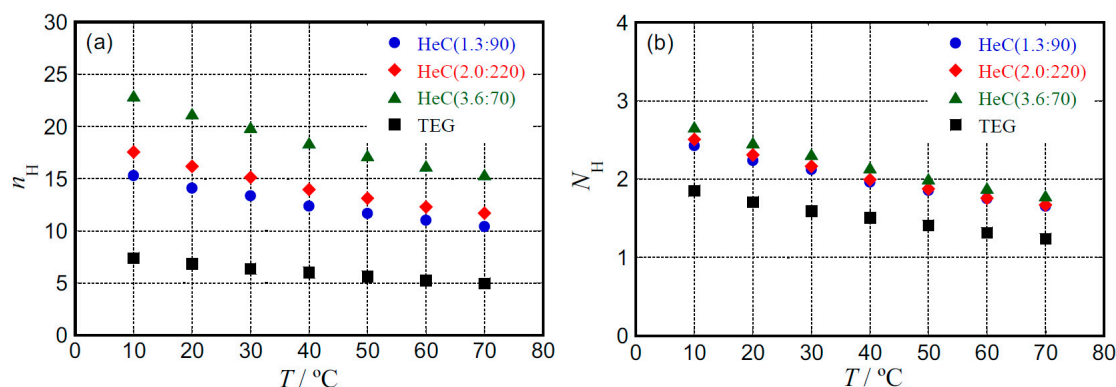 (a)
HeC(1.3:90)
HeC(2.0:220)
HeC(3.6:70)
TEG
30
25
20
15
10
5
0
n_H
0 10 20 30 40 50 60 70 80
T / ºC
(b)
HeC(1.3:90)
HeC(2.0:220)
HeC(3.6:70)
TEG
4
3
2
1
0
N_H
0 10 20 30 40 50 60 70 80
T / ºC